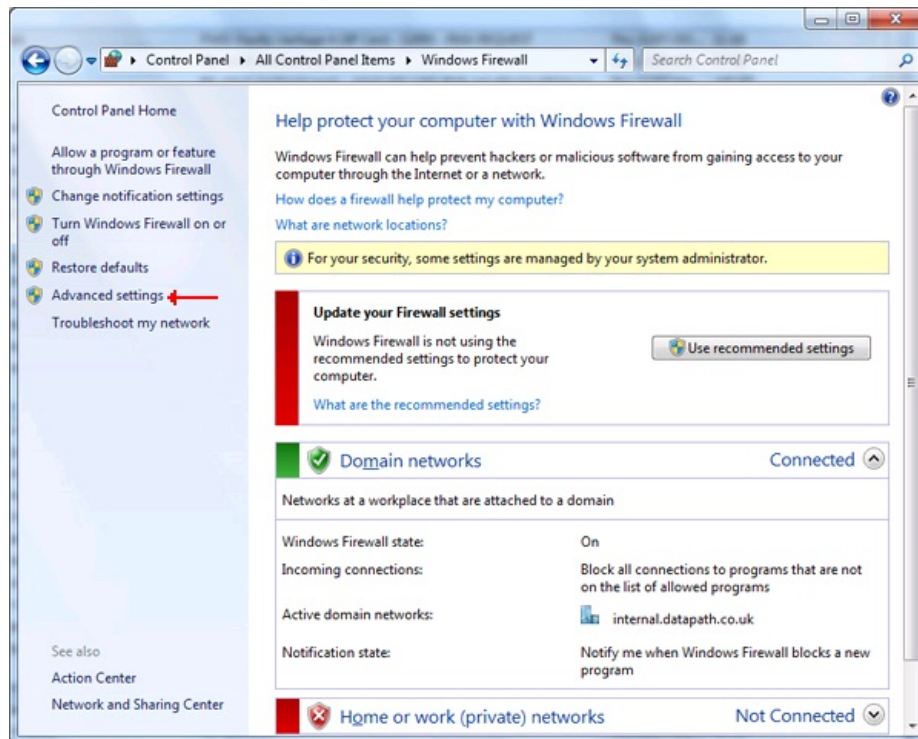 Control Panel
All Control Panel Items
Windows Firewall
Search Control Panel
Control Panel Home
Allow a program or feature
through Windows Firewall
Change notification settings
Turn Windows Firewall on or
off
Restore defaults
Advanced settings
Troubleshoot my network
See also
Action Center
Network and Sharing Center
Help protect your computer with Windows Firewall
Windows Firewall can help prevent hackers or malicious software from gaining access to your
computer through the Internet or a network.
How does a firewall help protect my computer?
What are network locations?
For your security, some settings are managed by your system administrator.
Update your Firewall settings
Windows Firewall is not using the
recommended settings to protect your
computer.
Use recommended settings
What are the recommended settings?
Domain networks Connected
Networks at a workplace that are attached to a domain
Windows Firewall state: On
Incoming connections: Block all connections to programs that are not
on the list of allowed programs
Active domain networks: internal.datapath.co.uk
Notification state: Notify me when Windows Firewall blocks a new
program
Home or work (private) networks Not Connected